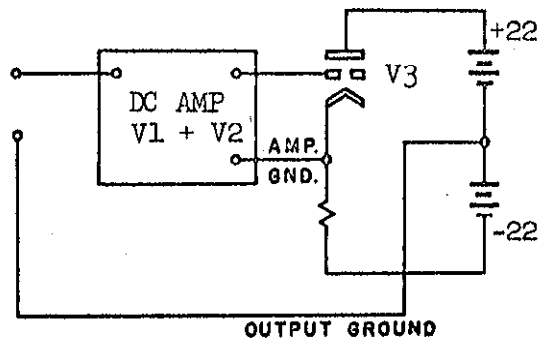 +22
V3
DC AMP
V1 + V2
AMP.
GND.
-22
OUTPUT GROUND